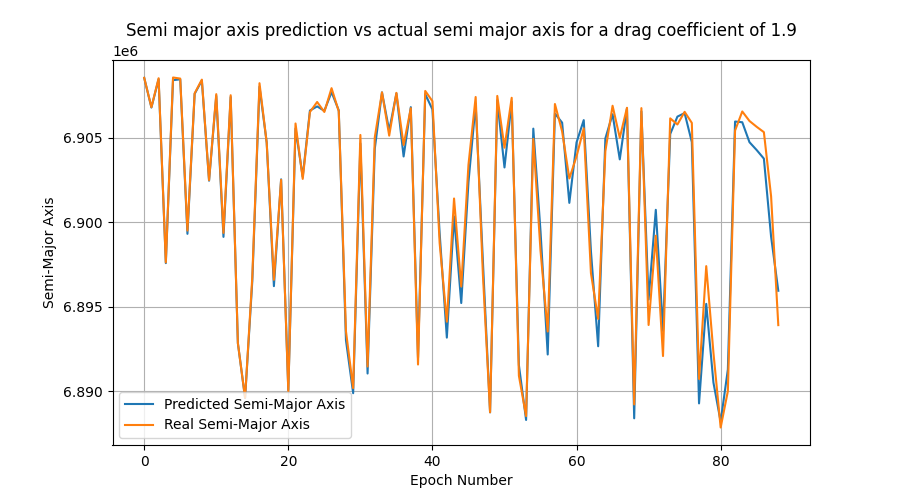 Semi major axis prediction vs actual semi major axis for a drag coefficient of 1.9
1e6
6.905
6.900
6.895
6.890
Semi-Major Axis
Predicted Semi-Major Axis
Real Semi-Major Axis
0 20 40 60 80
Epoch Number